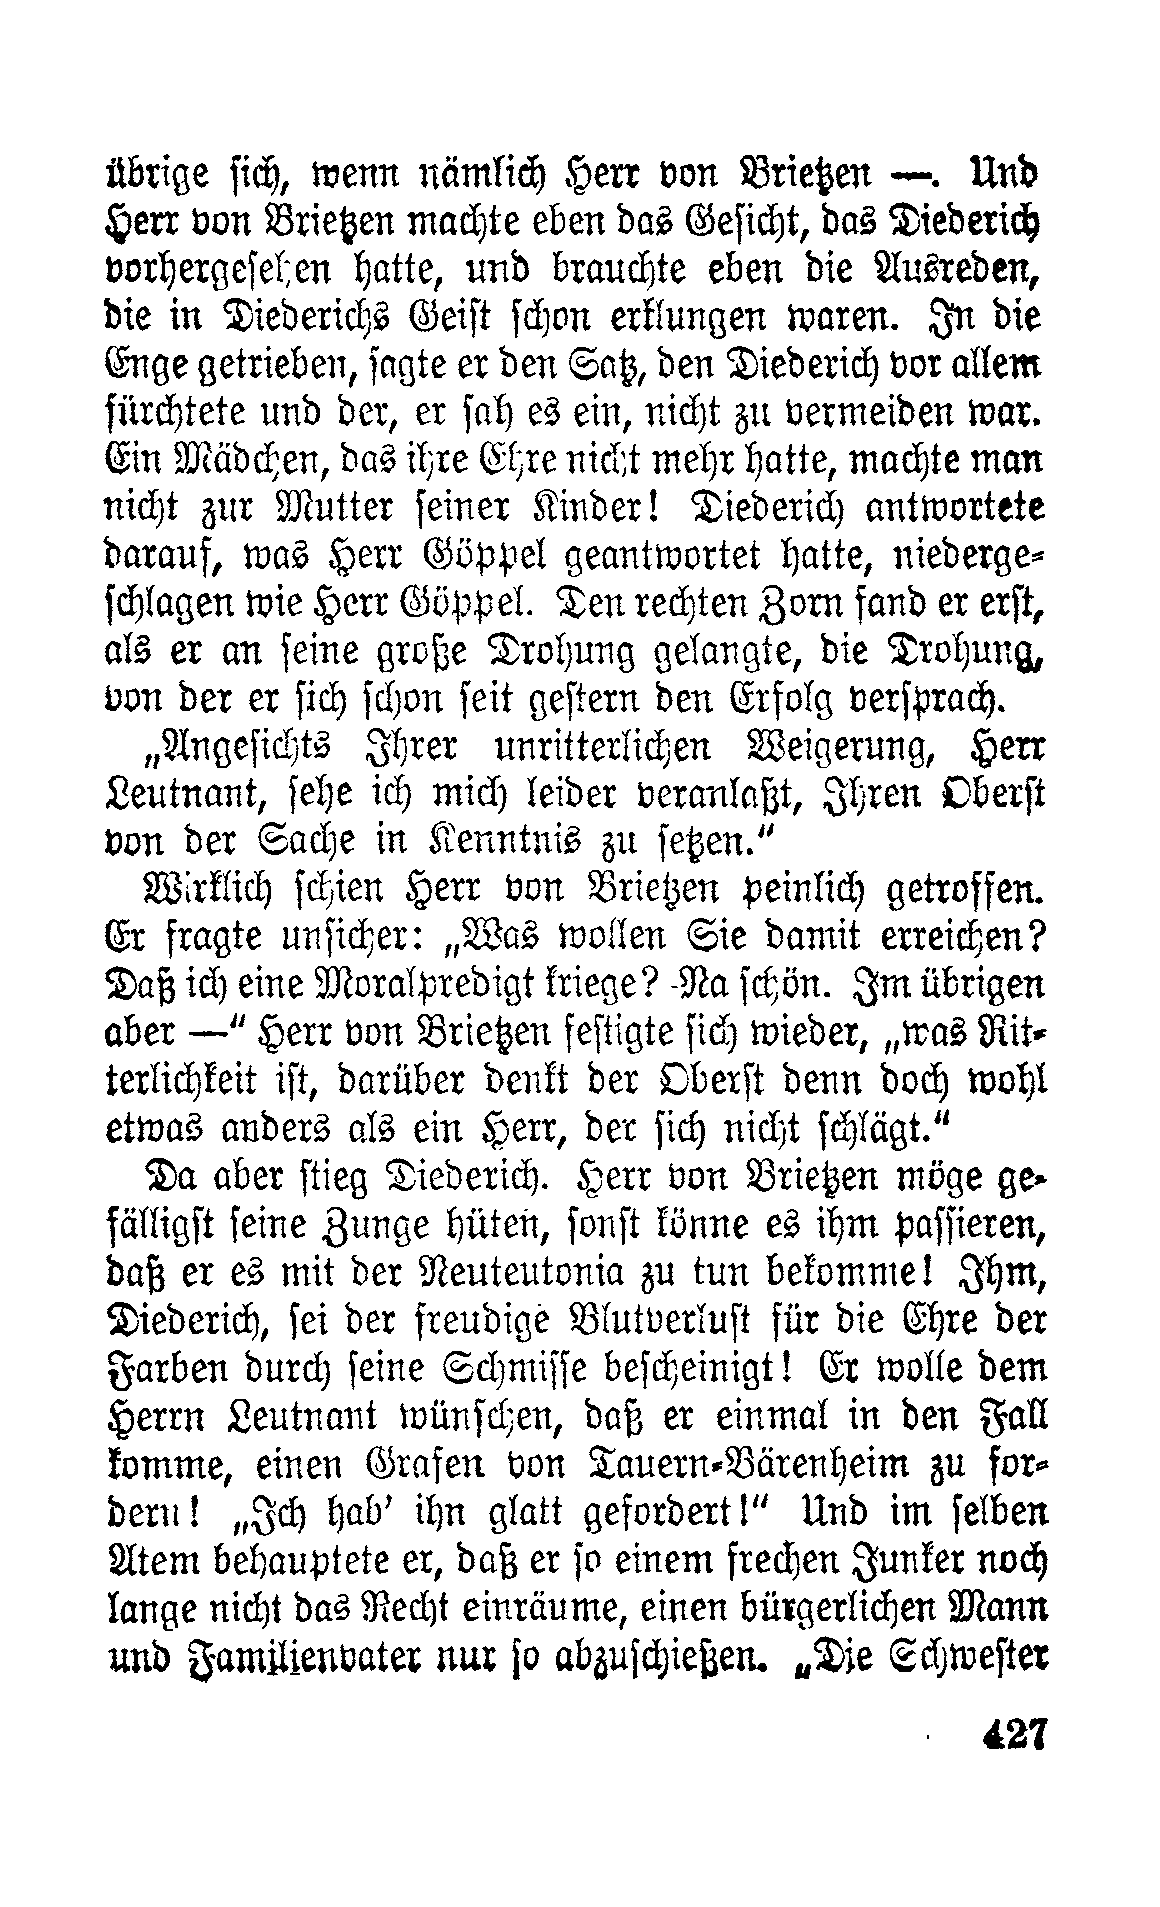 übrige sich, wenn nämlich Herr von Brietzen —. Und
Herr von Brietzen machte eben das Gesicht, das Diederich
vorhergesehen hatte, und brauchte eben die Ausreden,
die in Diederichs Geist schon erklungen waren. In die
Enge getrieben, sagte er den Satz, den Diederich vor allem
fürchtete und der, er sah es ein, nicht zu vermeiden war.
Ein Mädchen, das ihre Ehre nicht mehr hatte, machte man
nicht zur Mutter seiner Kinder! Diederich antwortete
darauf, was Herr Göppel geantwortet hatte, niederge-
schlagen wie Herr Göppel. Den rechten Zorn fand er erst,
als er an seine große Drohung gelangte, die Drohung,
von der er sich schon seit gestern den Erfolg versprach.
„Angesichts Ihrer unritterlichen Weigerung, Herr
Leutnant, sehe ich mich leider veranlaßt, Ihren Oberst
von der Sache in Kenntnis zu setzen.“
Wirklich schien Herr von Brietzen peinlich getroffen.
Er fragte unsicher: „Was wollen Sie damit erreichen?
Daß ich eine Moralpredigt kriege? Na schön. Im übrigen
aber —“ Herr von Brietzen festigte sich wieder, „was Rit-
terlichkeit ist, darüber denkt der Oberst denn doch wohl
etwas anders als ein Herr, der sich nicht schlägt.“
Da aber stieg Diederich. Herr von Brietzen möge ge-
fälligst seine Zunge hüten, sonst könne es ihm passieren,
daß er es mit der Neuteutonia zu tun bekomme! Ihm,
Diederich, sei der freudige Blutverlust für die Ehre der
Farben durch seine Schmisse bescheinigt! Er wolle dem
Herrn Leutnant wünschen, daß er einmal in den Fall
komme, einen Grafen von Tauern-Bärenheim zu for-
dern! „Ich hab’ ihn glatt gefordert!“ Und im selben
Atem behauptete er, daß er so einem frechen Junker noch
lange nicht das Recht einräume, einen bürgerlichen Mann
und Familienvater nur so abzuschießen. „Die Schwester
427